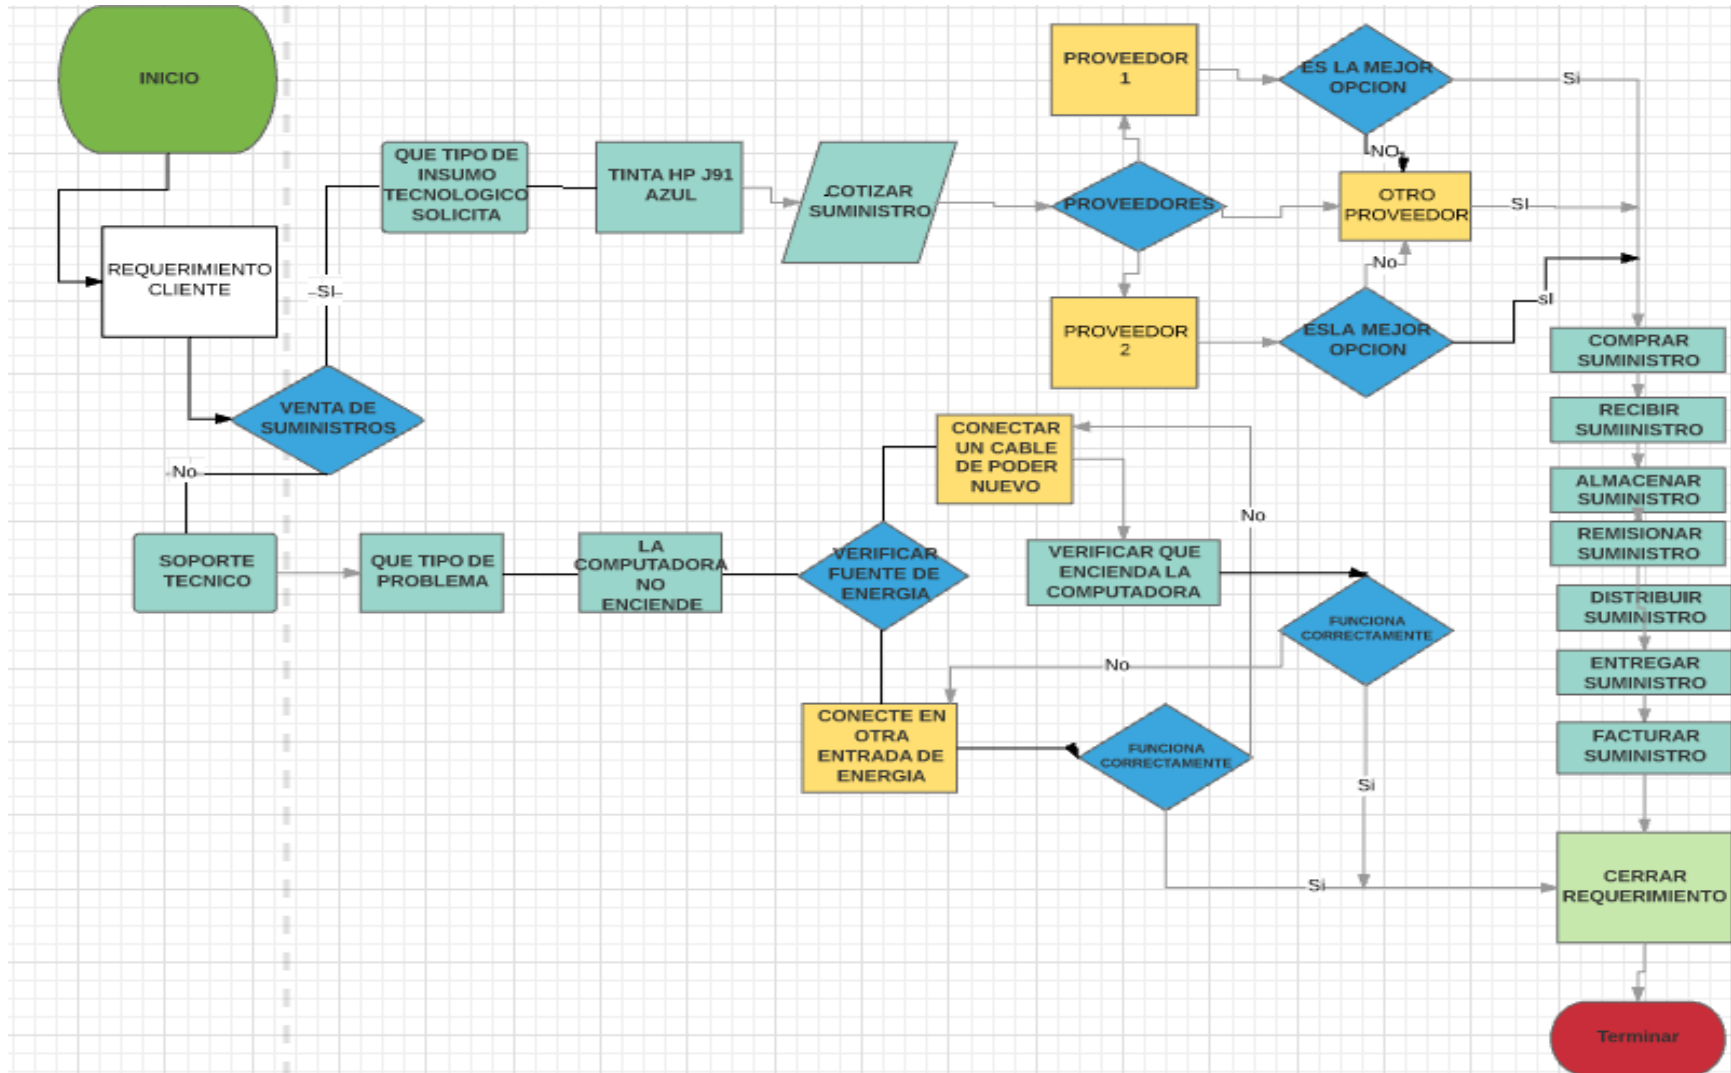 INICIO
REQUERIMIENTO
CLIENTE
VENTA DE
SUMINISTROS
SI
No
QUE TIPO DE
INSUMO
TECNOLOGICO
SOLICITA
TINTA HP J91
AZUL
COTIZAR
SUMINISTRO
PROVEEDORES
PROVEEDOR
1
ES LA MEJOR
OPCION
Si
NO
OTRO
PROVEEDOR
SI
No
PROVEEDOR
2
ESLA MEJOR
OPCION
sI
COMPRAR
SUMINISTRO
RECIBIR
SUMIINISTRO
ALMACENAR
SUMINISTRO
REMISIONAR
SUMINISTRO
DISTRIBUIR
SUMINISTRO
ENTREGAR
SUMINISTRO
FACTURAR
SUMINISTRO
SOPORTE
TECNICO
QUE TIPO DE
PROBLEMA
LA
COMPUTADORA
NO
ENCIENDE
VERIFICAR
FUENTE DE
ENERGIA
CONECTAR
UN CABLE
DE PODER
NUEVO
VERIFICAR QUE
ENCIENDA LA
COMPUTADORA
FUNCIONA
CORRECTAMENTE
No
No
CONECTE EN
OTRA
ENTRADA DE
ENERGIA
FUNCIONA
CORRECTAMENTE
Si
Si
CERRAR
REQUERIMIENTO
Terminar